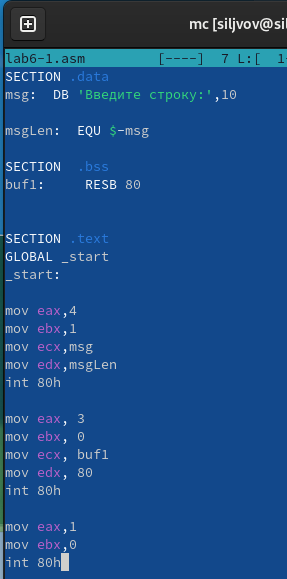 mc [siljvov@sil
lab6-1.asm [----] 7 L:[ 1
SECTION .data
msg: DB 'Введите строку:',10
msgLen: EQU $-msg
SECTION .bss
buf1: RESB 80
SECTION .text
GLOBAL _start
_start:
mov eax,4
mov ebx,1
mov ecx,msg
mov edx,msgLen
int 80h
mov eax, 3
mov ebx, 0
mov ecx, buf1
mov edx, 80
int 80h
mov eax,1
mov ebx,0
int 80h